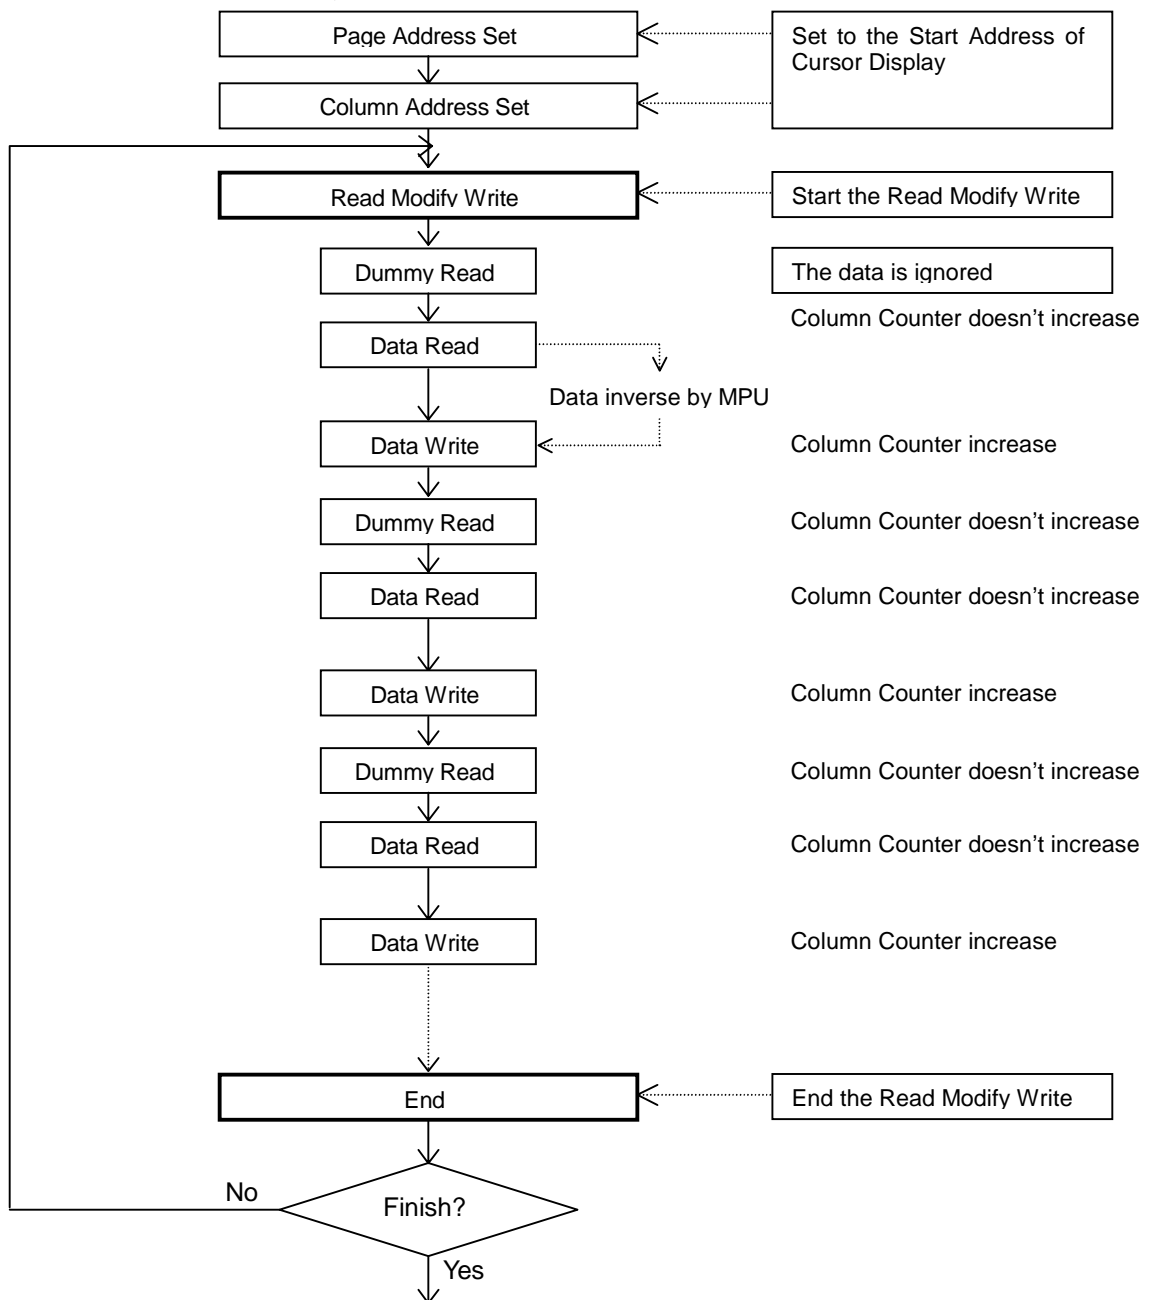 Page Address Set
Set to the Start Address of
Cursor Display
Column Address Set
Read Modify Write
Start the Read Modify Write
Dummy Read
The data is ignored
Column Counter doesn't increase
Data Read
Data inverse by MPU
Data Write
Column Counter increase
Dummy Read
Column Counter doesn't increase
Data Read
Column Counter doesn't increase
Data Write
Column Counter increase
Dummy Read
Column Counter doesn't increase
Data Read
Column Counter doesn't increase
Data Write
Column Counter increase
End
End the Read Modify Write
No
Finish?
Yes